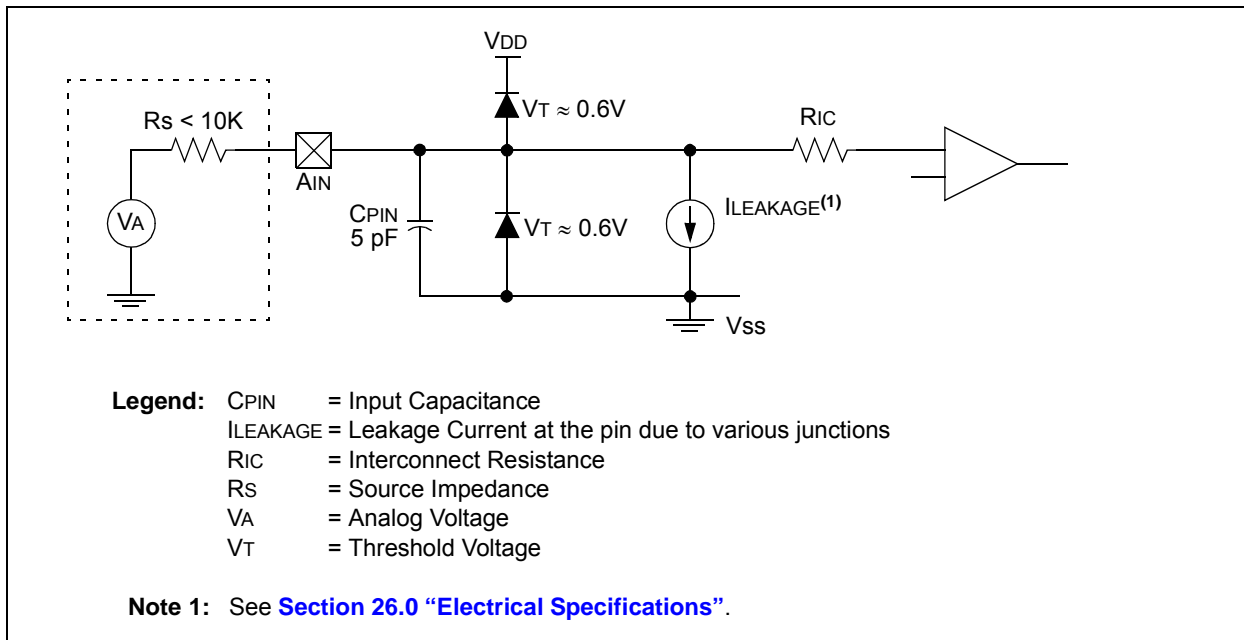 VDD
VT ≈ 0.6V
Rs < 10K
RIC
AIN
CPIN
5 pF
VT ≈ 0.6V
ILEAKAGE(1)
VA
Vss
Legend: CPIN = Input Capacitance
ILEAKAGE = Leakage Current at the pin due to various junctions
RIC = Interconnect Resistance
RS = Source Impedance
VA = Analog Voltage
VT = Threshold Voltage
Note 1: See Section 26.0 “Electrical Specifications”.